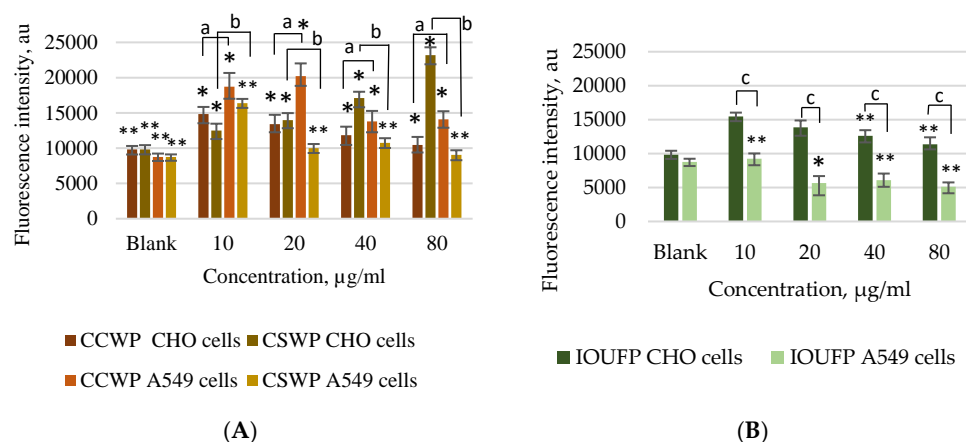 a b a * b a b a b
25000
20000
15000
10000
5000
0
Fluorescence intensity, au
** ** ** ** * * * ** * * * ** * * * ** * * * **
Blank 10 20 40 80
Concentration, µg/ml
CCWP CHO cells CSWP CHO cells
CCWP A549 cells CSWP A549 cells
(A)
25000
20000
15000
10000
5000
0
Fluorescence intensity, au
c c c c
** * ** ** ** **
Blank 10 20 40 80
Concentration, µg/ml
IOUFP CHO cells IOUFP A549 cells
(B)